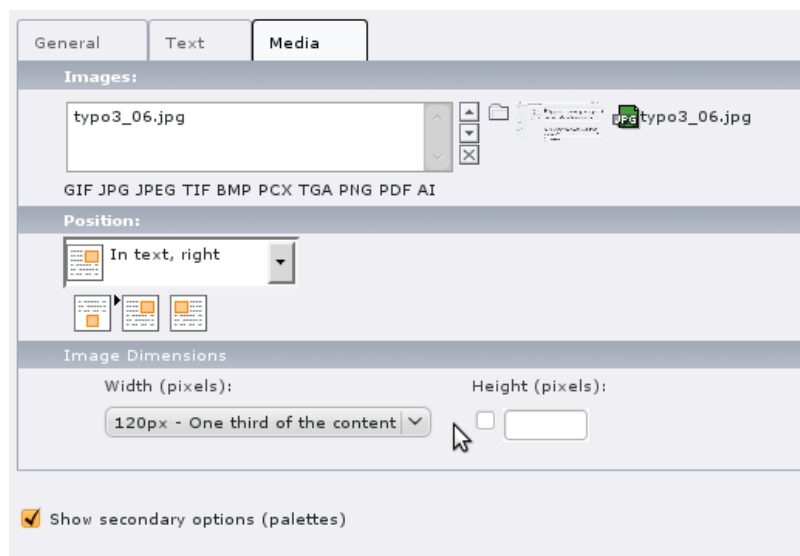 General Text Media
Images:
typo3_06.jpg
JPG typo3_06.jpg
GIF JPG JPEG TIF BMP PCX TGA PNG PDF AI
Position:
In text, right
Image Dimensions
Width (pixels): Height (pixels):
120px - One third of the content
Show secondary options (palettes)